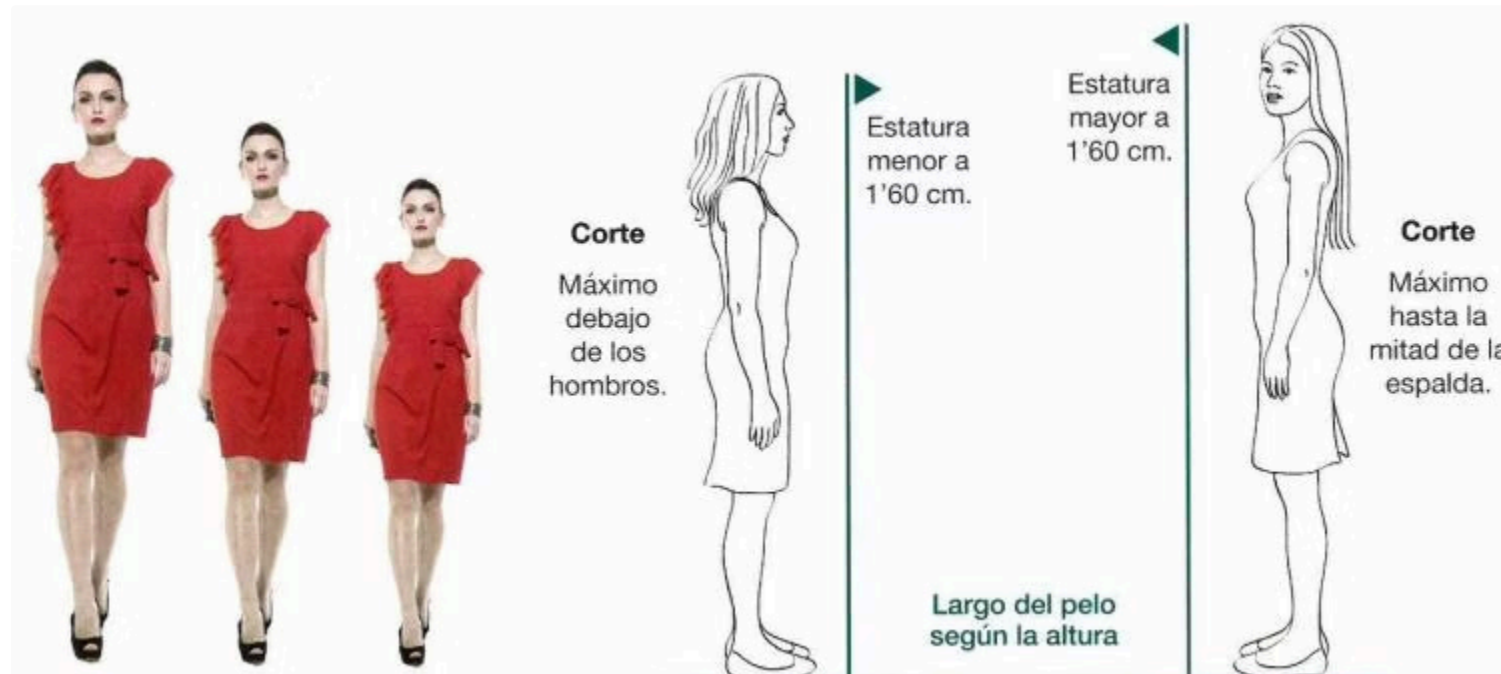 Corte
Máximo
debajo
de los
hombros.
Estatura
menor a
1'60 cm.
Largo del pelo
según la altura
Estatura
mayor a
1'60 cm.
Corte
Máximo
hasta la
mitad de la
espalda.